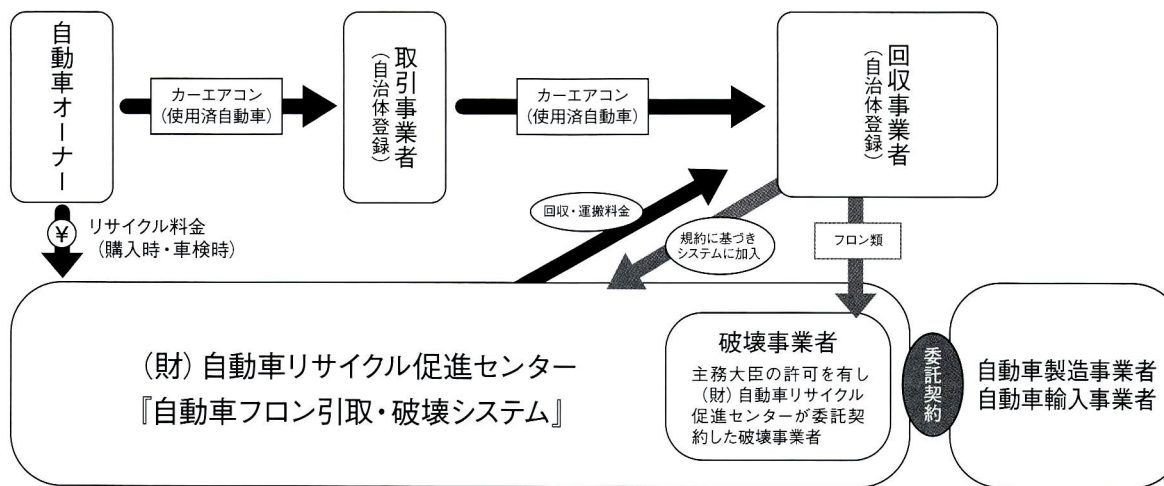 自動車オーナー
カーエアコン
（使用済自動車）
取引事業者
（自治体登録）
カーエアコン
（使用済自動車）
回収事業者
（自治体登録）
¥
リサイクル料金
（購入時・車検時）
回収・運搬料金
規約に基づき
システムに加入
フロン類
（財）自動車リサイクル促進センター
『自動車フロン引取・破壊システム』
破壊事業者
主務大臣の許可を有し
（財）自動車リサイクル
促進センターが委託契
約した破壊事業者
委託契約
自動車製造事業者
自動車輸入事業者